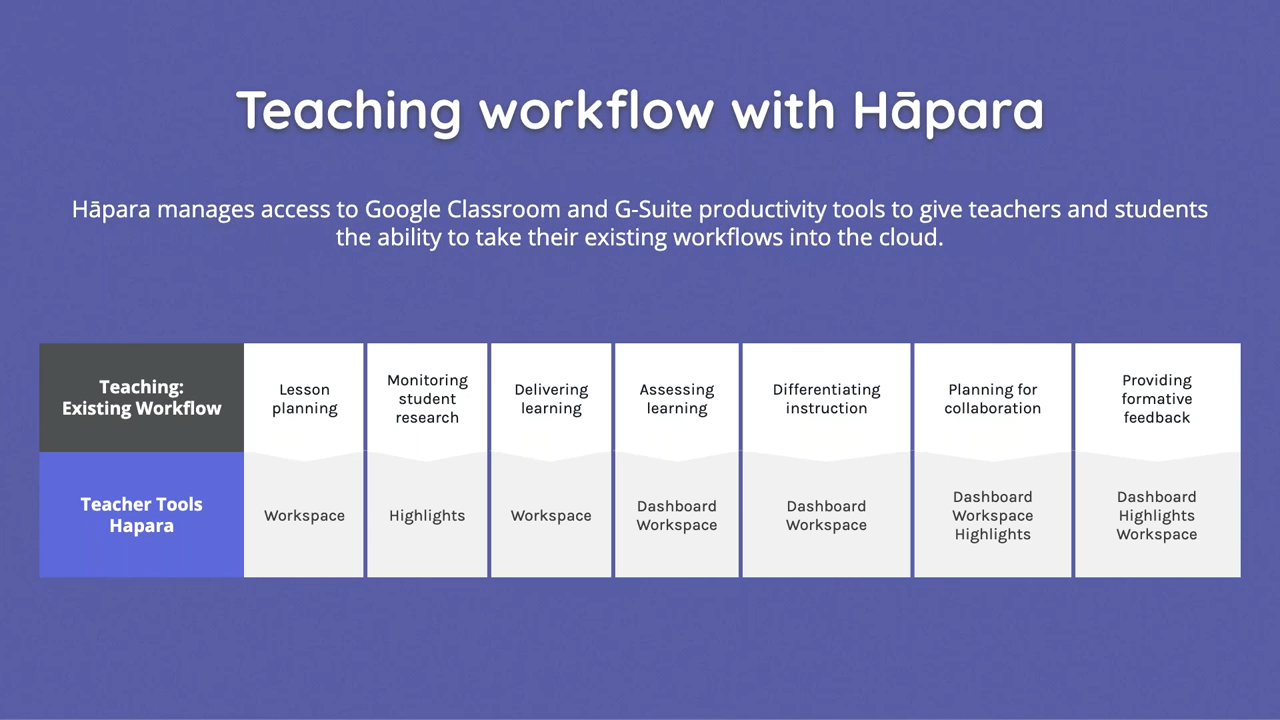 Teaching workflow with Hāpara
Hāpara manages access to Google Classroom and G-Suite productivity tools to give teachers and students
the ability to take their existing workflows into the cloud.
Teaching:
Existing Workflow
Lesson
planning
Monitoring
student
research
Delivering
learning
Assessing
learning
Differentiating
instruction
Planning for
collaboration
Providing
formative
feedback
Teacher Tools
Hapara
Workspace
Highlights
Workspace
Dashboard
Workspace
Dashboard
Workspace
Dashboard
Workspace
Highlights
Dashboard
Highlights
Workspace